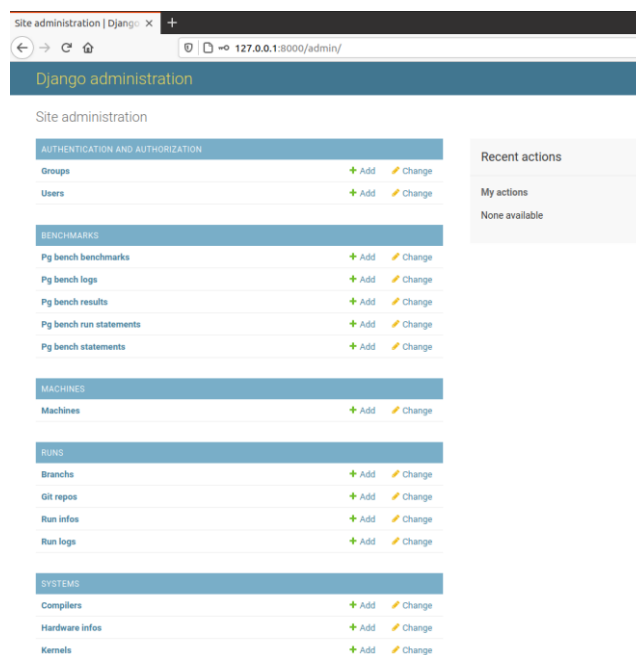 Site administration | Django
127.0.0.1:8000/admin/
Django administration
Site administration
AUTHENTICATION AND AUTHORIZATION
Groups Add Change
Users Add Change
BENCHMARKS
Pg bench benchmarks Add Change
Pg bench logs Add Change
Pg bench results Add Change
Pg bench run statements Add Change
Pg bench statements Add Change
MACHINES
Machines Add Change
RUNS
Branchs Add Change
Git repos Add Change
Run infos Add Change
Run logs Add Change
SYSTEMS
Compilers Add Change
Hardware infos Add Change
Kernels Add Change
Recent actions
My actions
None available